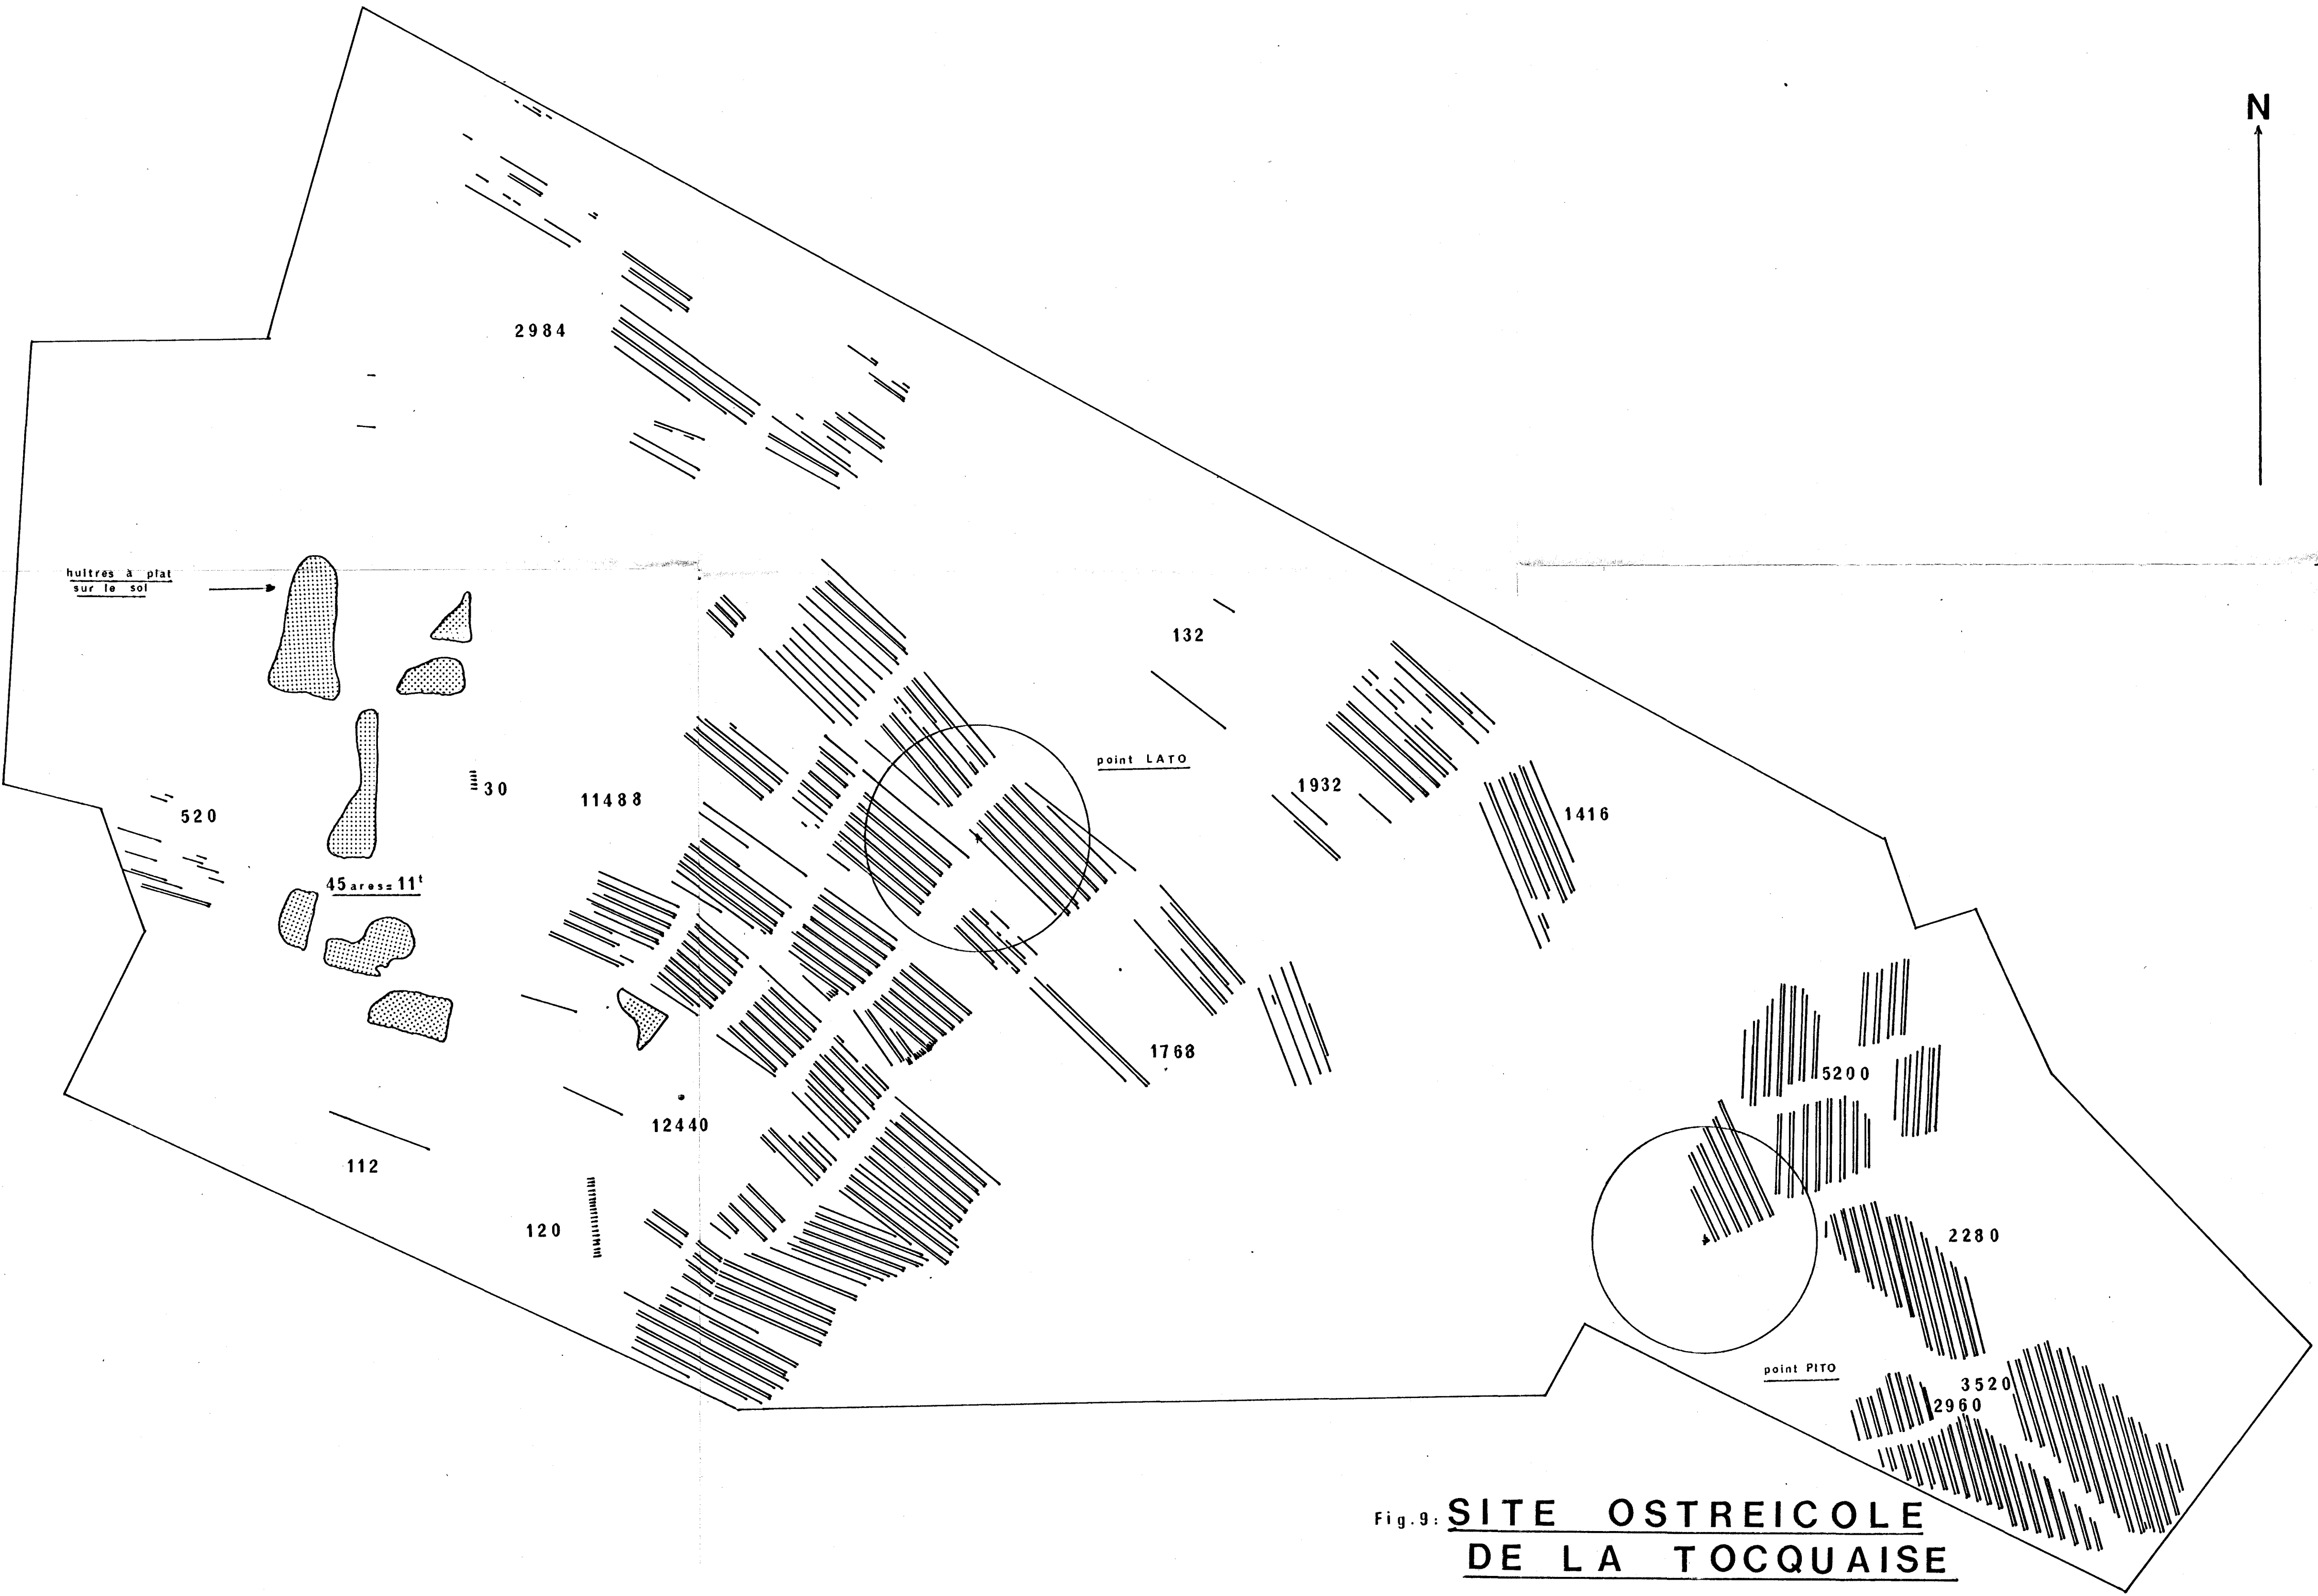 N
2984
huîtres à plat
sur le sol
132
point LATO
30
11488
1932
520
1416
45 ares = 11t
1768
5200
12440
112
120
2280
point PITO
3520
2960
Fig.9: SITE OSTREICOLE
DE LA TOCQUAISE